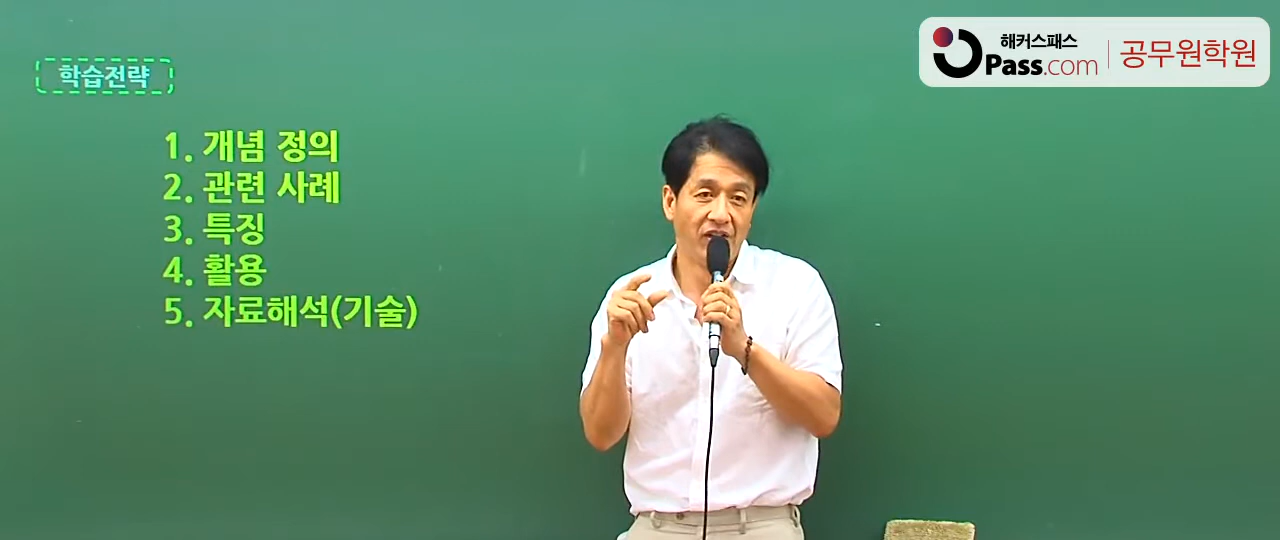 해커스패스
Pass.com
공무원학원
학습전략
1. 개념 정의
2. 관련 사례
3. 특징
4. 활용
5. 자료해석(기술)